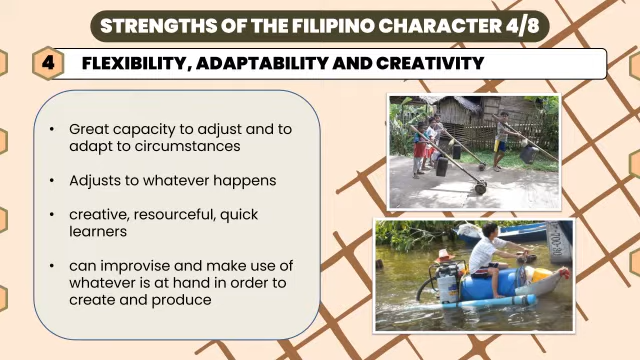 STRENGTHS OF THE FILIPINO CHARACTER 4/8
4 FLEXIBILITY, ADAPTABILITY AND CREATIVITY
• Great capacity to adjust and to
adapt to circumstances
• Adjusts to whatever happens
• creative, resourceful, quick
learners
• can improvise and make use of
whatever is at hand in order to
create and produce